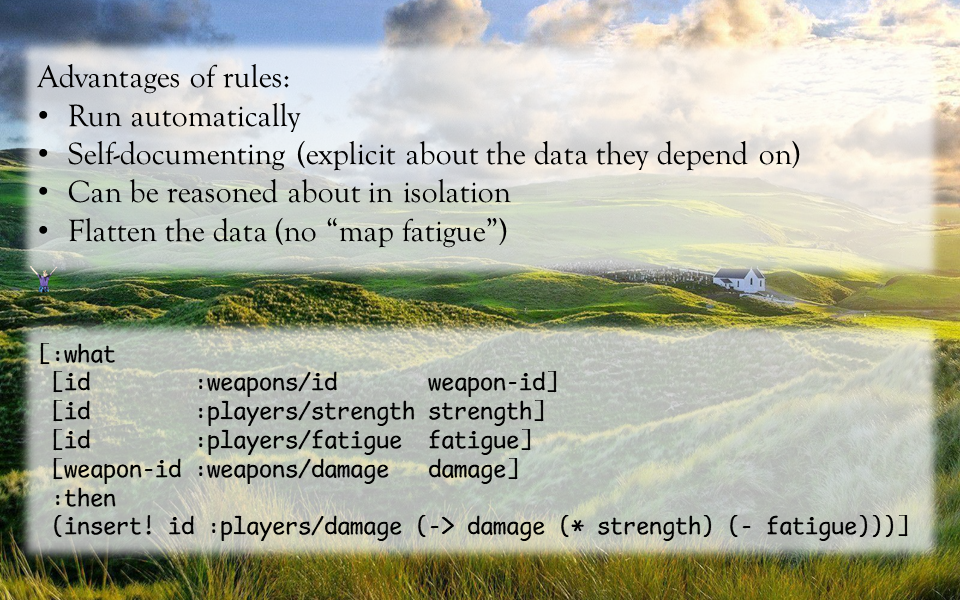 Advantages of rules:
• Run automatically
• Self-documenting (explicit about the data they depend on)
• Can be reasoned about in isolation
• Flatten the data (no “map fatigue”)
[:what
[id :weapons/id weapon-id]
[id :players/strength strength]
[id :players/fatigue fatigue]
[weapon-id :weapons/damage damage]
:then
(insert! id :players/damage (-> damage (* strength) (- fatigue)))]